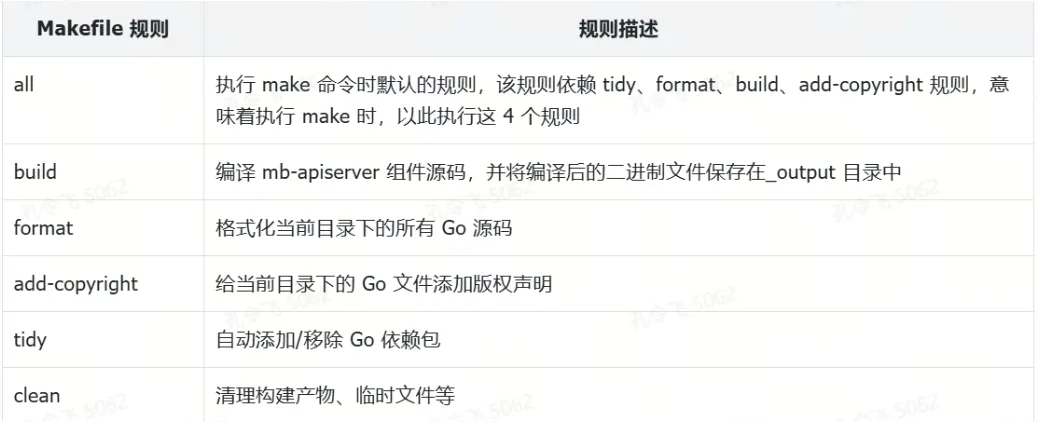 Makefile 规则 规则描述
all 执行 make 命令时默认的规则，该规则依赖 tidy、format、build、add-copyright 规则，意
味着执行 make 时，以此执行这 4 个规则
build 编译 mb-apiserver 组件源码，并将编译后的二进制文件保存在_output 目录中
format 格式化当前目录下的所有 Go 源码
add-copyright 给当前目录下的 Go 文件添加版权声明
tidy 自动添加/移除 Go 依赖包
clean 清理构建产物、临时文件等
孔令飞 5062